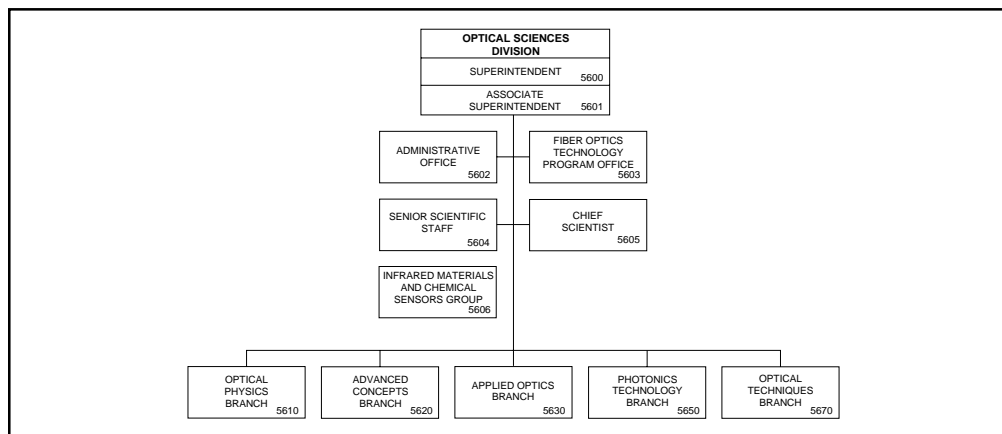 OPTICAL SCIENCES
DIVISION
SUPERINTENDENT
5600
ASSOCIATE
SUPERINTENDENT
5601
ADMINISTRATIVE
OFFICE
5602
FIBER OPTICS
TECHNOLOGY
PROGRAM OFFICE
5603
SENIOR SCIENTIFIC
STAFF
5604
CHIEF
SCIENTIST
5605
INFRARED MATERIALS
AND CHEMICAL
SENSORS GROUP
5606
OPTICAL
PHYSICS
BRANCH
5610
ADVANCED
CONCEPTS
BRANCH
5620
APPLIED OPTICS
BRANCH
5630
PHOTONICS
TECHNOLOGY
BRANCH
5650
OPTICAL
TECHNIQUES
BRANCH
5670